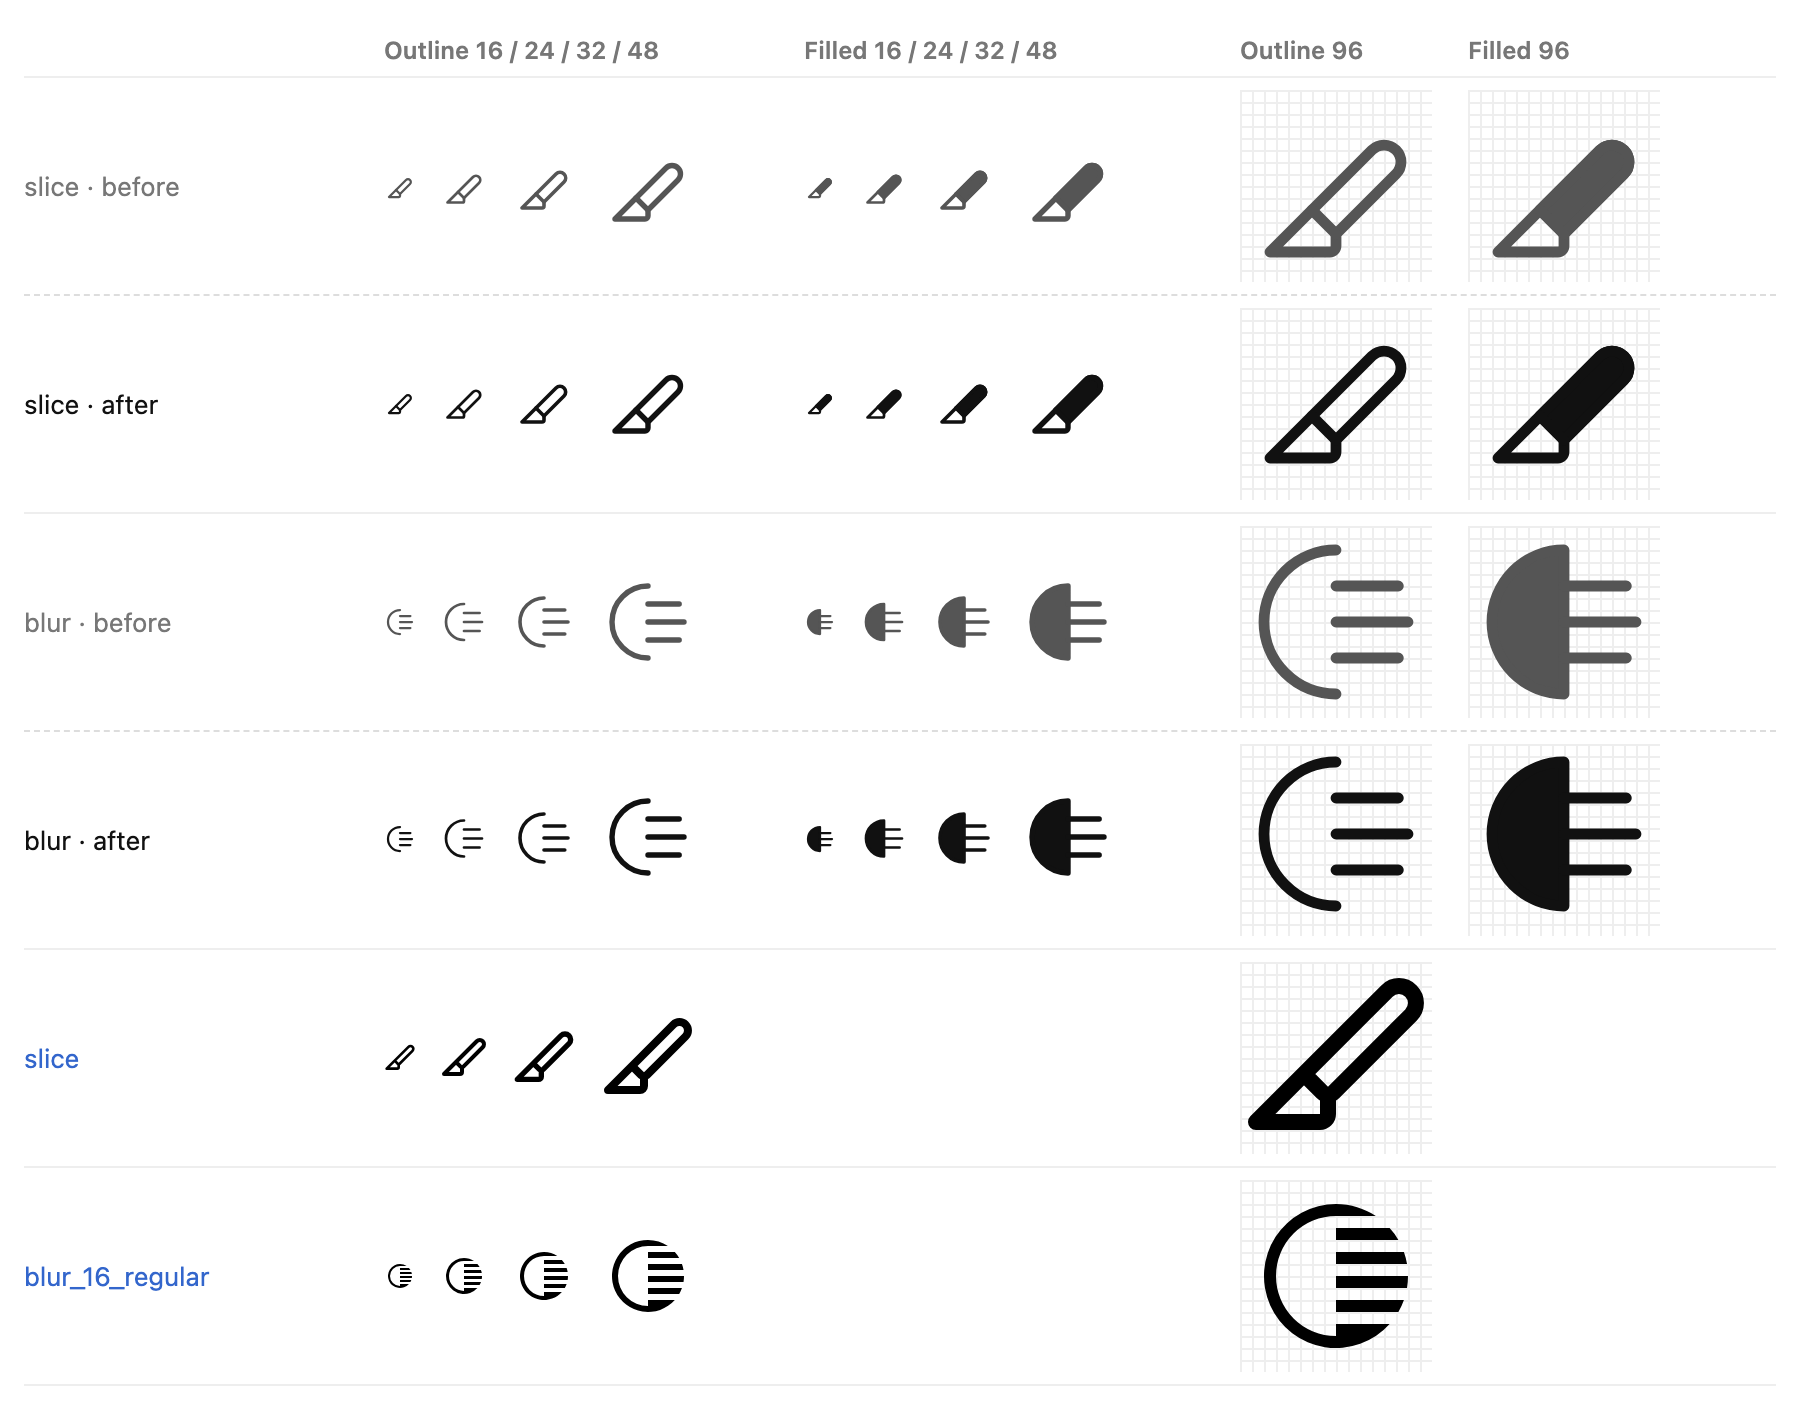 Outline 16 / 24 / 32 / 48 Filled 16 / 24 / 32 / 48 Outline 96 Filled 96
slice · before
slice · after
blur · before
blur · after
slice
blur_16_regular